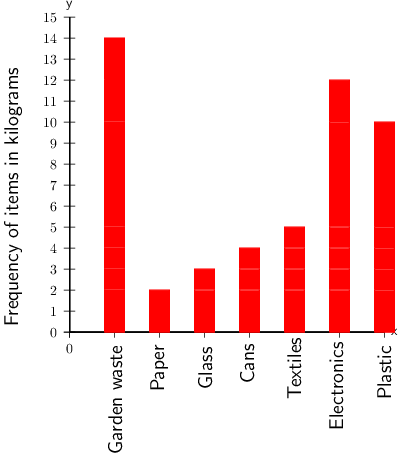 y
15
14
13
12
11
10
9
8
7
6
5
4
3
2
1
0
Frequency of items in kilograms
0
x
Garden waste
Paper
Glass
Cans
Textiles
Electronics
Plastic